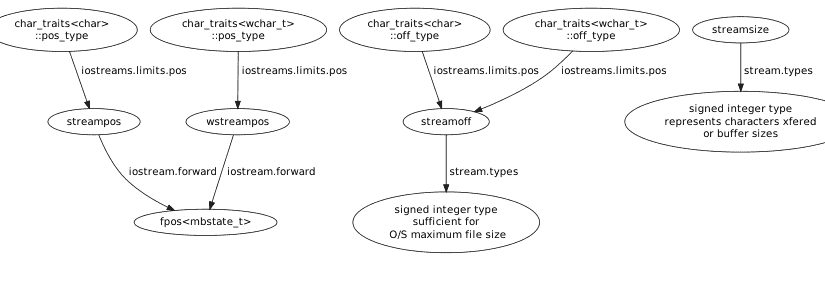 char_traits<char>
::pos_type
char_traits<wchar_t>
::pos_type
char_traits<char>
::off_type
char_traits<wchar_t>
::off_type
streamsize
iostreams.limits.pos
iostreams.limits.pos
iostreams.limits.pos
iostreams.limits.pos
stream.types
streampos
wstreampos
streamoff
signed integer type
represents characters xfered
or buffer sizes
iostream.forward
iostream.forward
stream.types
fpos<mbstate_t>
signed integer type
sufficient for
O/S maximum file size